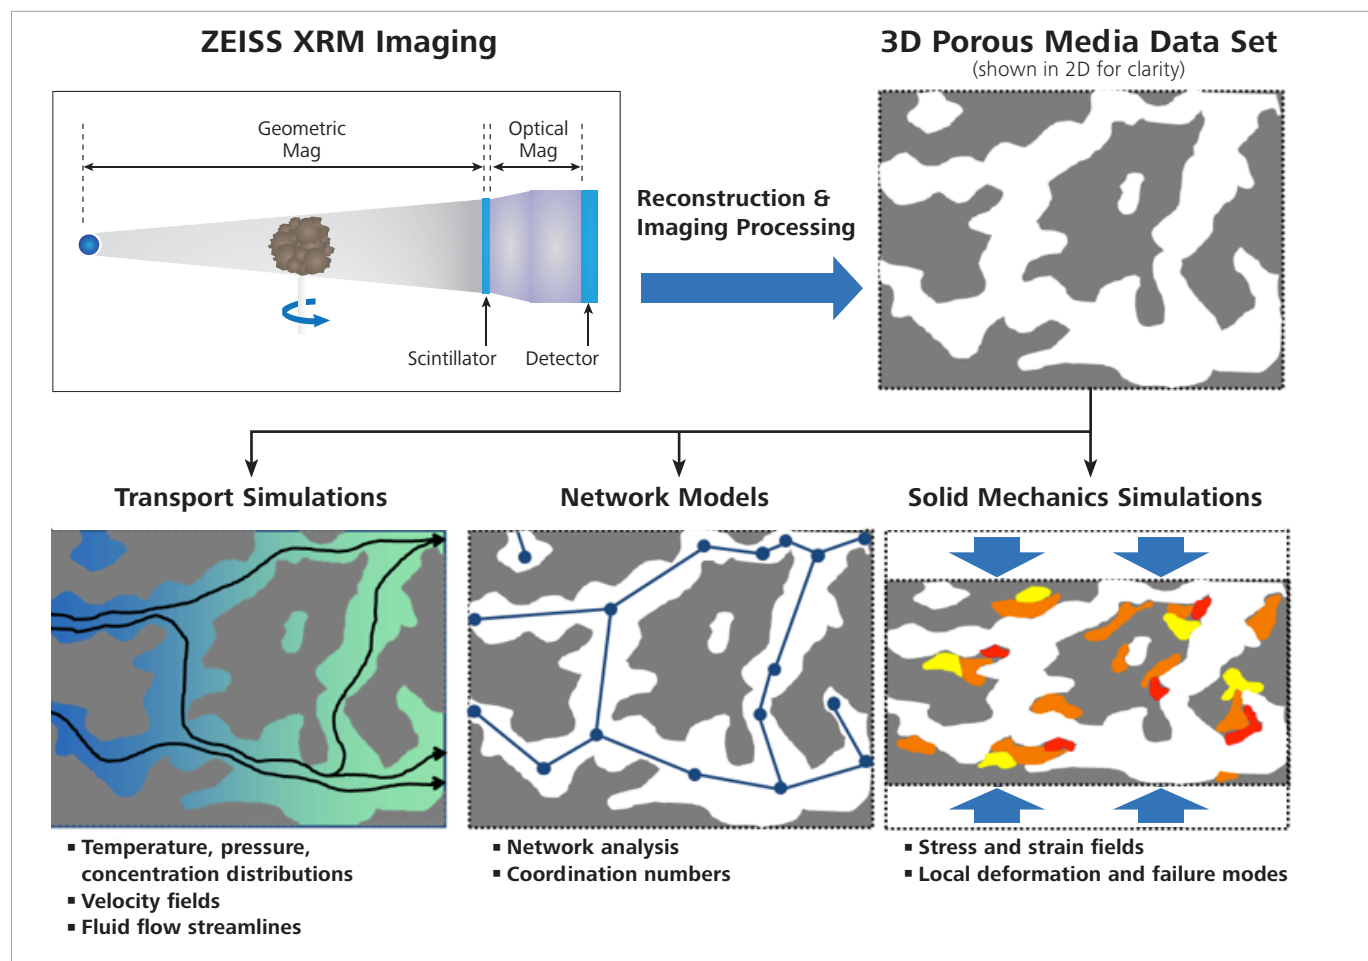 ZEISS XRM Imaging
3D Porous Media Data Set
(shown in 2D for clarity)
Geometric
Mag
Optical
Mag
Scintillator
Detector
Reconstruction &
Imaging Processing
Transport Simulations
Network Models
Solid Mechanics Simulations
▪ Temperature, pressure,
concentration distributions
▪ Velocity fields
▪ Fluid flow streamlines
▪ Network analysis
▪ Coordination numbers
▪ Stress and strain fields
▪ Local deformation and failure modes